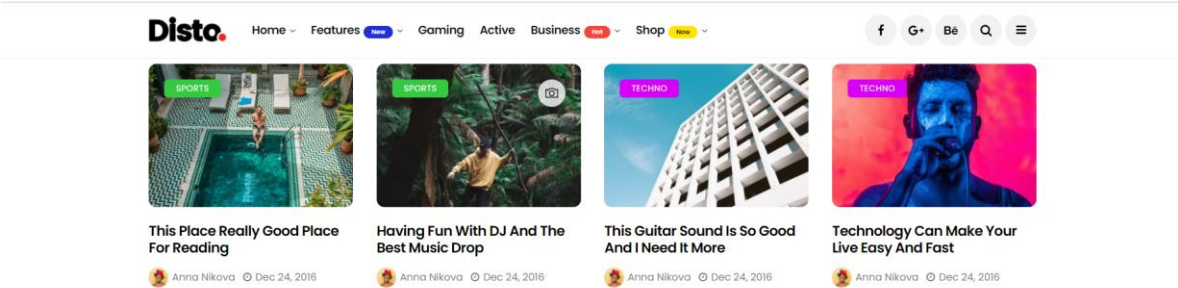 Disto.
Home Features New Gaming Active Business Hot Shop Now
f G+ Bē
SPORTS SPORTS TECHNO TECHNO
This Place Really Good Place
For Reading
Anna Nikova Dec 24, 2016
Having Fun With DJ And The
Best Music Drop
Anna Nikova Dec 24, 2016
This Guitar Sound Is So Good
And I Need It More
Anna Nikova Dec 24, 2016
Technology Can Make Your
Live Easy And Fast
Anna Nikova Dec 24, 2016